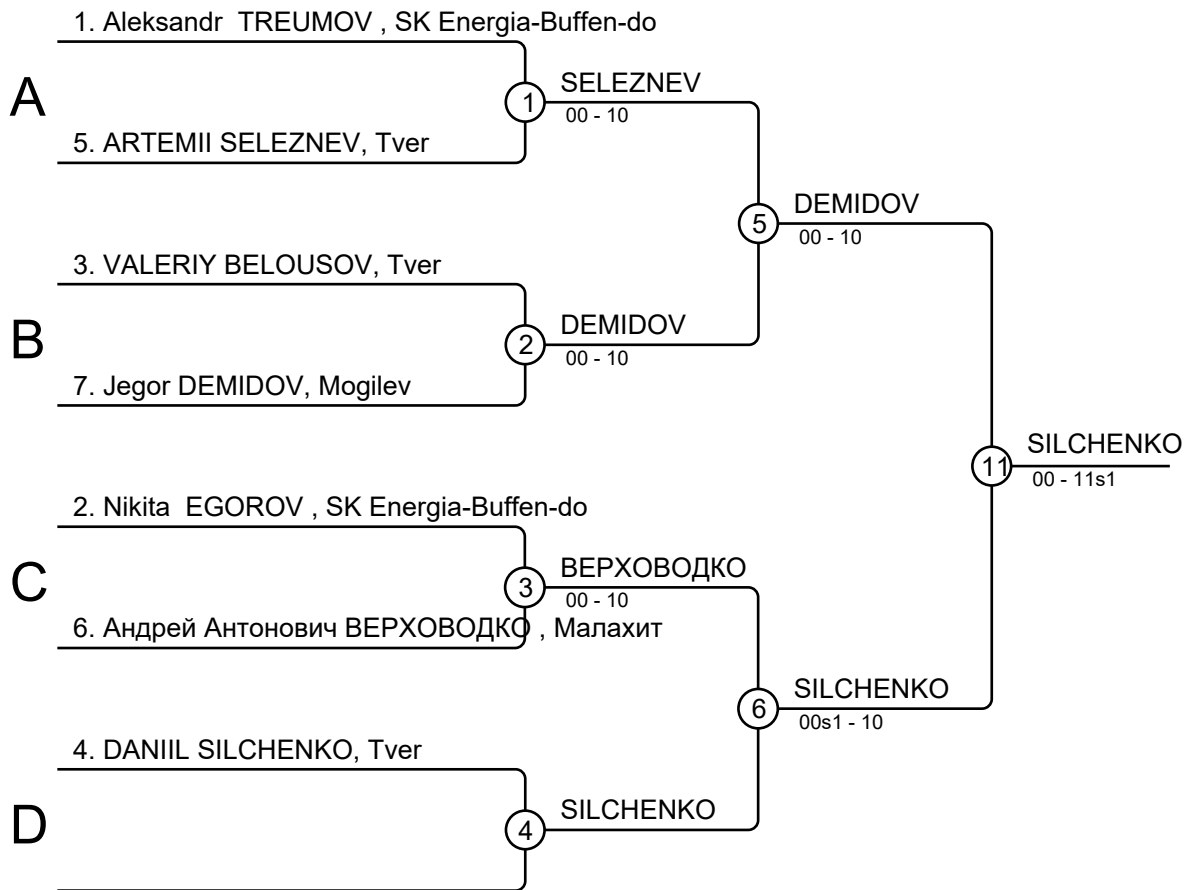 1. Aleksandr  TREUMOV , SK Energia-Buffen-do
A
1
SELEZNEV
00 - 10
5. ARTEMII SELEZNEV, Tver
5
DEMIDOV
00 - 10
3. VALERIY BELOUSOV, Tver
B
2
DEMIDOV
00 - 10
7. Jegor DEMIDOV, Mogilev
11
SILCHENKO
00 - 11s1
2. Nikita  EGOROV , SK Energia-Buffen-do
C
3
ВЕРХОВОДКО
00 - 10
6. Андрей Антонович ВЕРХОВОДКО , Малахит
6
SILCHENKO
00s1 - 10
4. DANIIL SILCHENKO, Tver
D
4
SILCHENKO